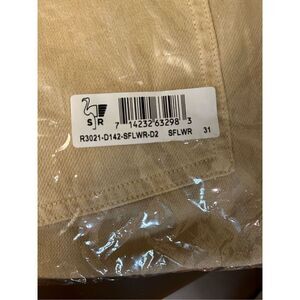 S R
7 14232 63298 3
R3021-D142-SFLWR-D2 SFLWR 31